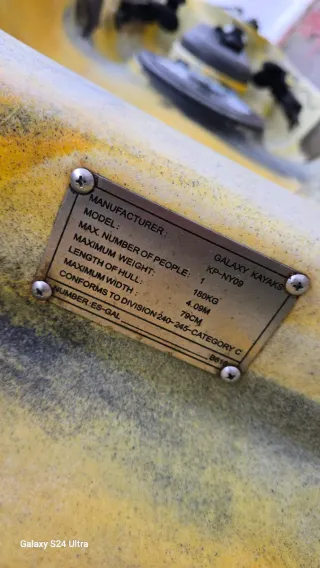 MANUFACTURER: GALAXY KAYAKS
MODEL: KP-NY09
MAX. NUMBER OF PEOPLE: 1
MAXIMUM WEIGHT: 180KG
LENGTH OF HULL: 4.09M
MAXIMUM WIDTH: 79CM
CONFORMS TO DIVISION 240-245-CATEGORY C
NUMBER: ES-GAL
Galaxy S24 Ultra